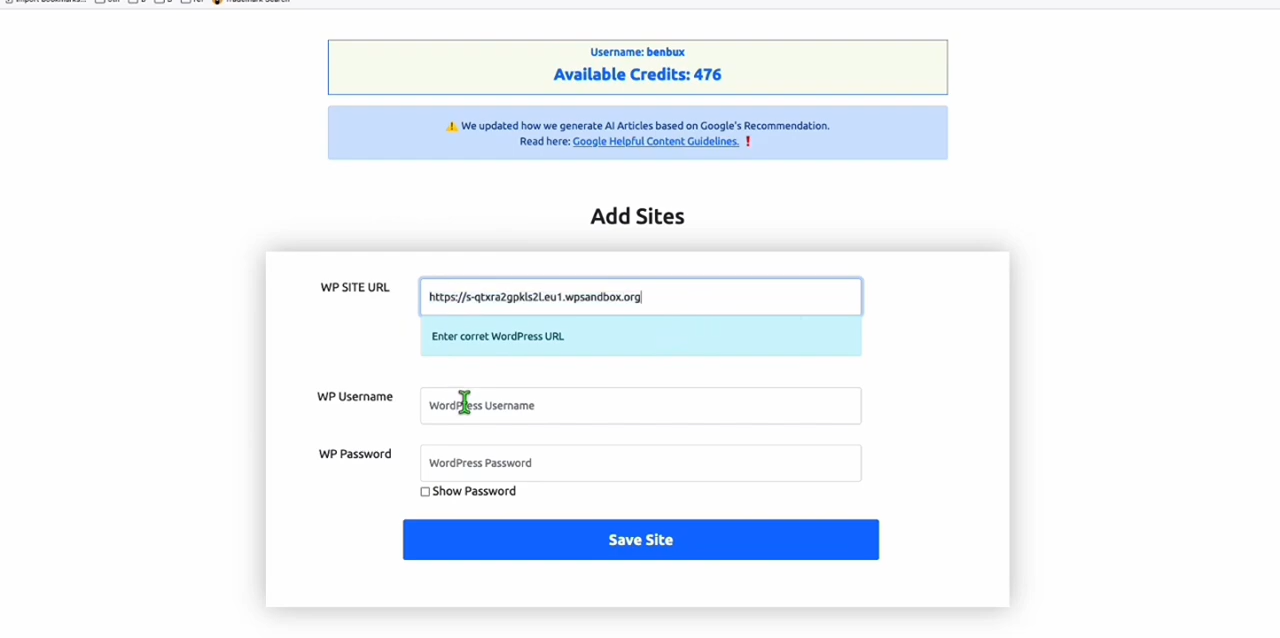 Username: benbux
Available Credits: 476
We updated how we generate AI Articles based on Google's Recommendation.
Read here: Google Helpful Content Guidelines.
Add Sites
WP SITE URL
https://s-qtxra2gpkls2l.eu1.wpsandbox.org
Enter corret WordPress URL
WP Username
WordPress Username
WP Password
WordPress Password
Show Password
Save Site